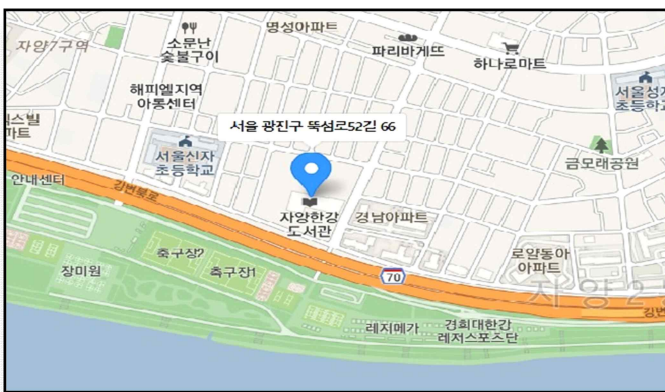 명성아파트
자양7구역
소문난
숯불구이
파리바게뜨
하나로마트
해피엘지역
아동센터
서울성자
초등학교
서울 광진구 뚝섬로52길 66
서울신자
초등학교
금모래공원
안내센터
강변북로
자양한강
도서관
경남아파트
로얄동아
아파트
축구장2
축구장1
장미원
70
자양2
강변
레저메카
경희대한강
레저스포츠단